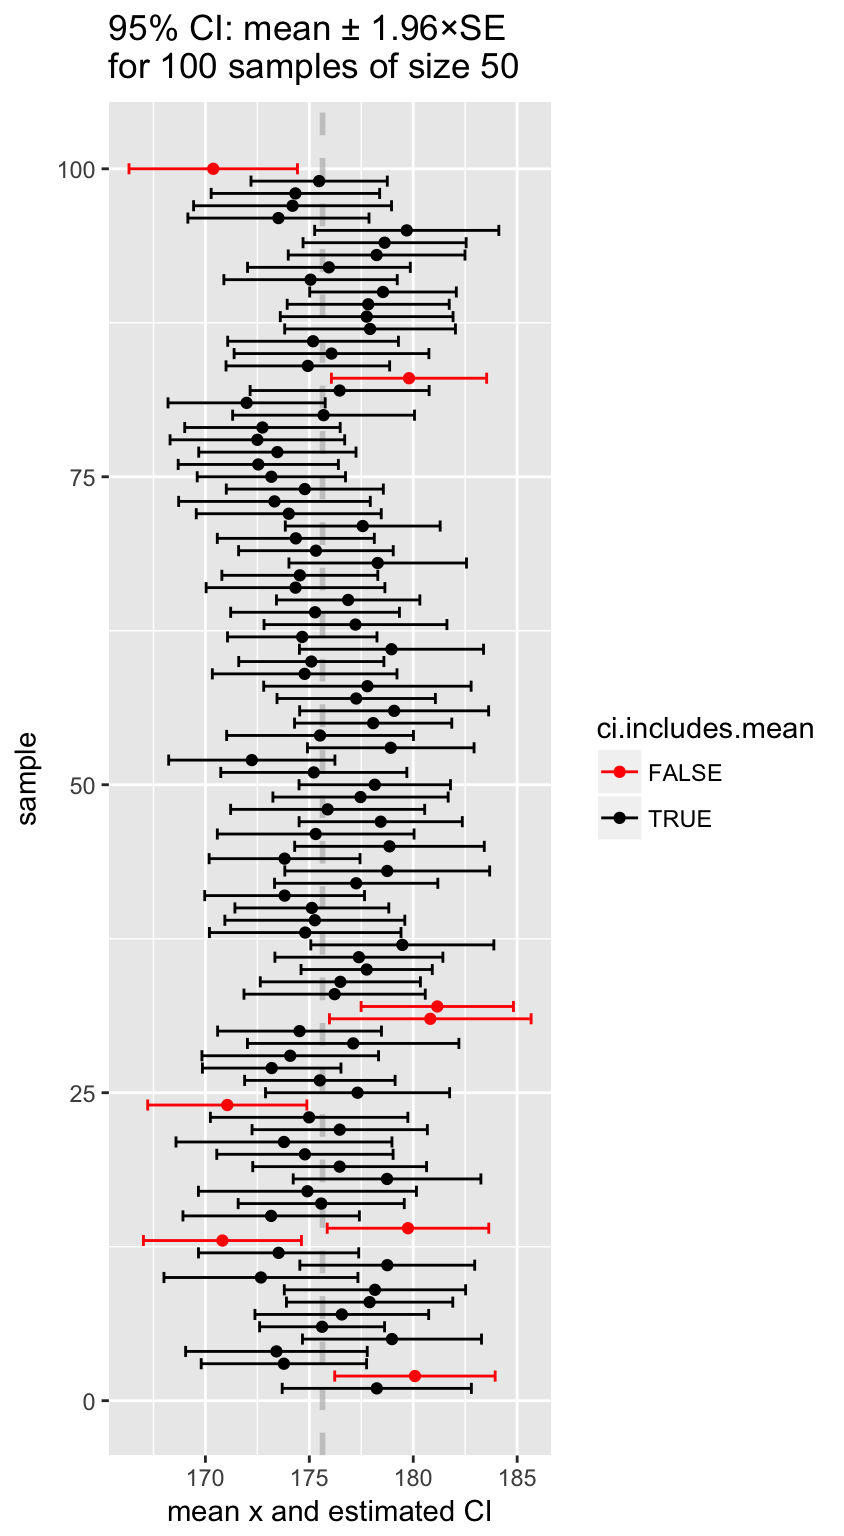 95% CI: mean ± 1.96×SE
for 100 samples of size 50
100
75
50
25
0
sample
170 175 180 185
mean x and estimated CI
ci.includes.mean
FALSE
TRUE